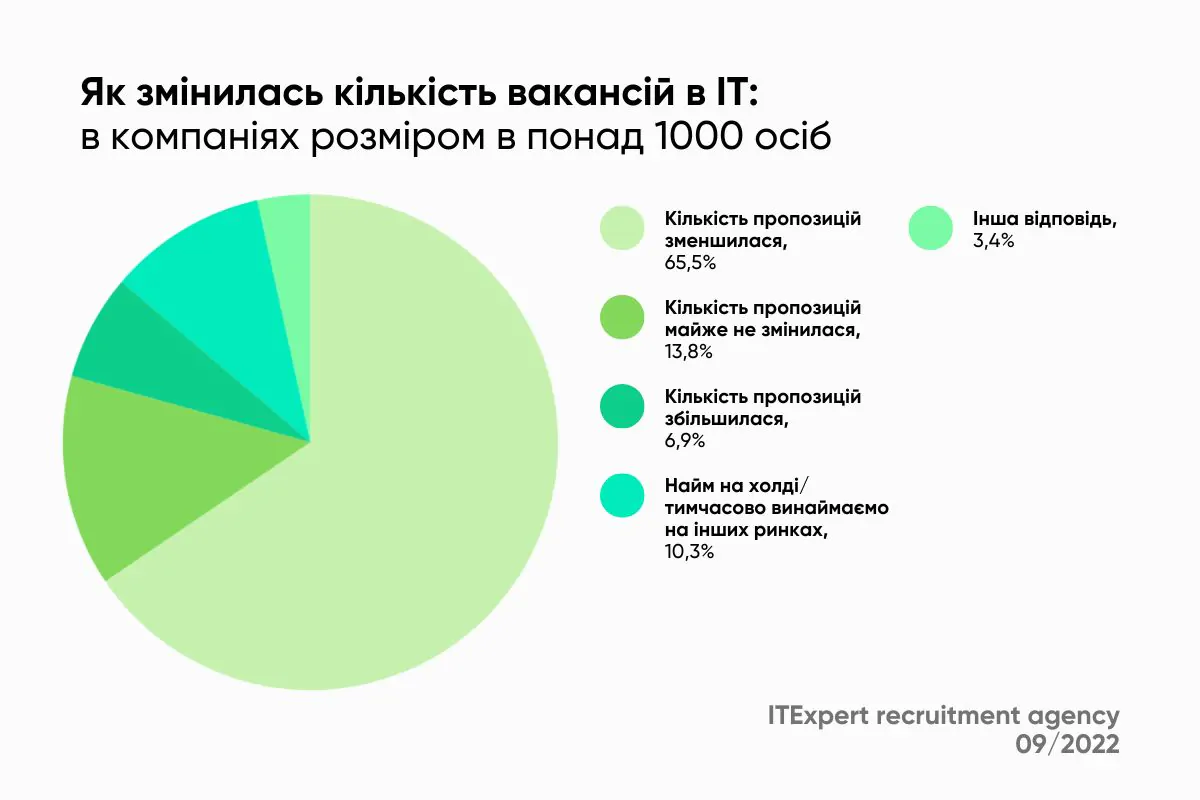 Як змінилась кількість вакансій в ІТ:
в компаніях розміром в понад 1000 осіб
Кількість пропозицій
зменшилася,
65,5%
Кількість пропозицій
майже не змінилася,
13,8%
Кількість пропозицій
збільшилася,
6,9%
Найм на холді/
тимчасово винаймаємо
на інших ринках,
10,3%
Інша відповідь,
3,4%
ITExpert recruitment agency
09/2022